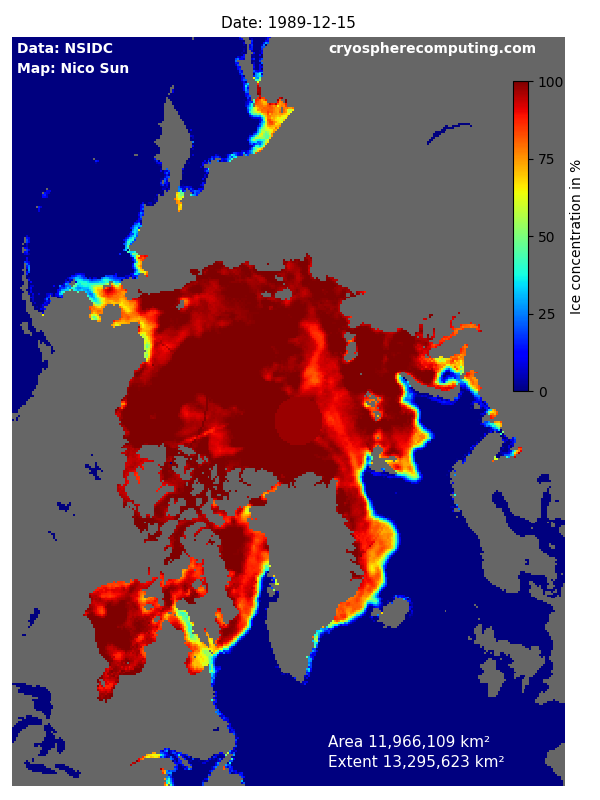 Date: 1989-12-15
Data: NSIDC
Map: Nico Sun
cryospherecomputing.com
100
75
50
25
0
Ice concentration in %
Area 11,966,109 km²
Extent 13,295,623 km²